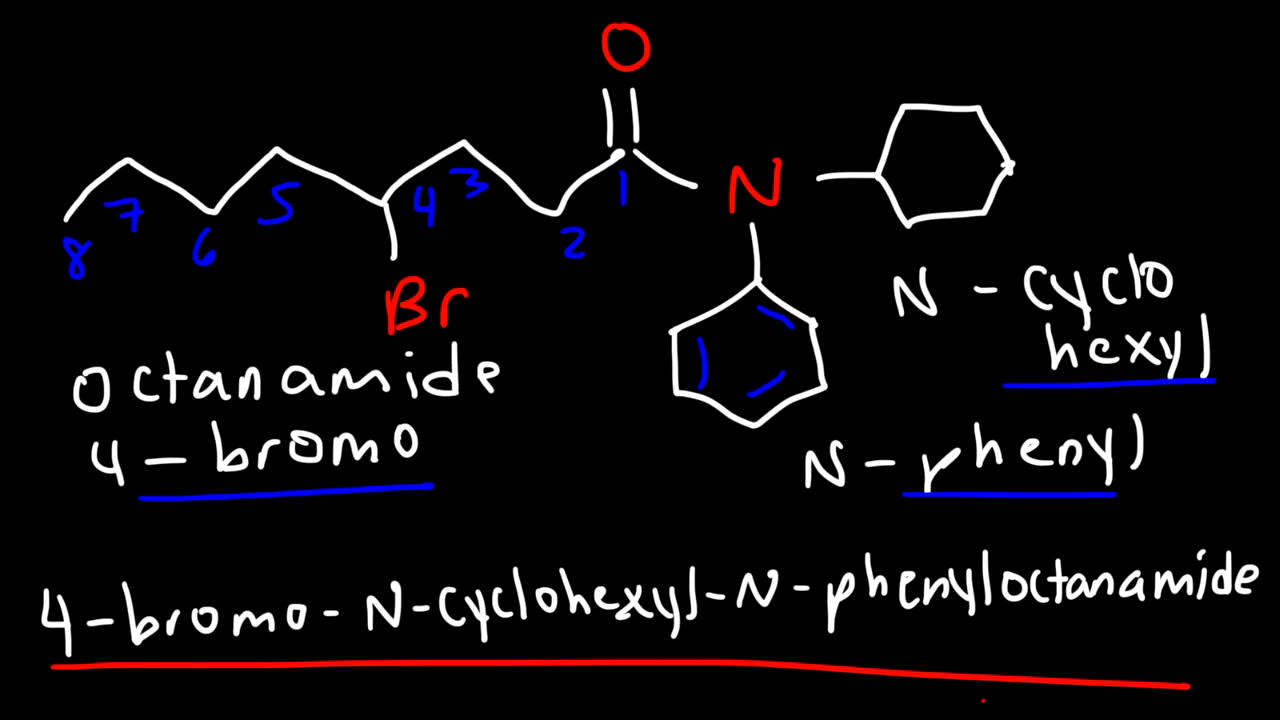 O
N
Br
8 7 6 5 4 3 2 1
octanamide
4-bromo
N-cyclo
hexyl
N-phenyl
4-bromo-N-cyclohexyl-N-phenyloctanamide